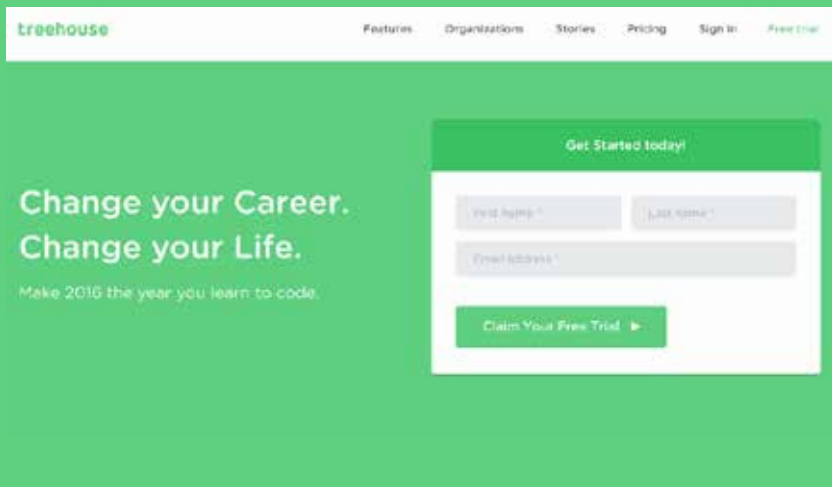 treehouse
Features Organizations Stories Pricing Sign In Free trial
Change your Career.
Change your Life.
Make 2016 the year you learn to code.
Get Started today!
First name * Last name *
Email address *
Claim Your Free Trial ►